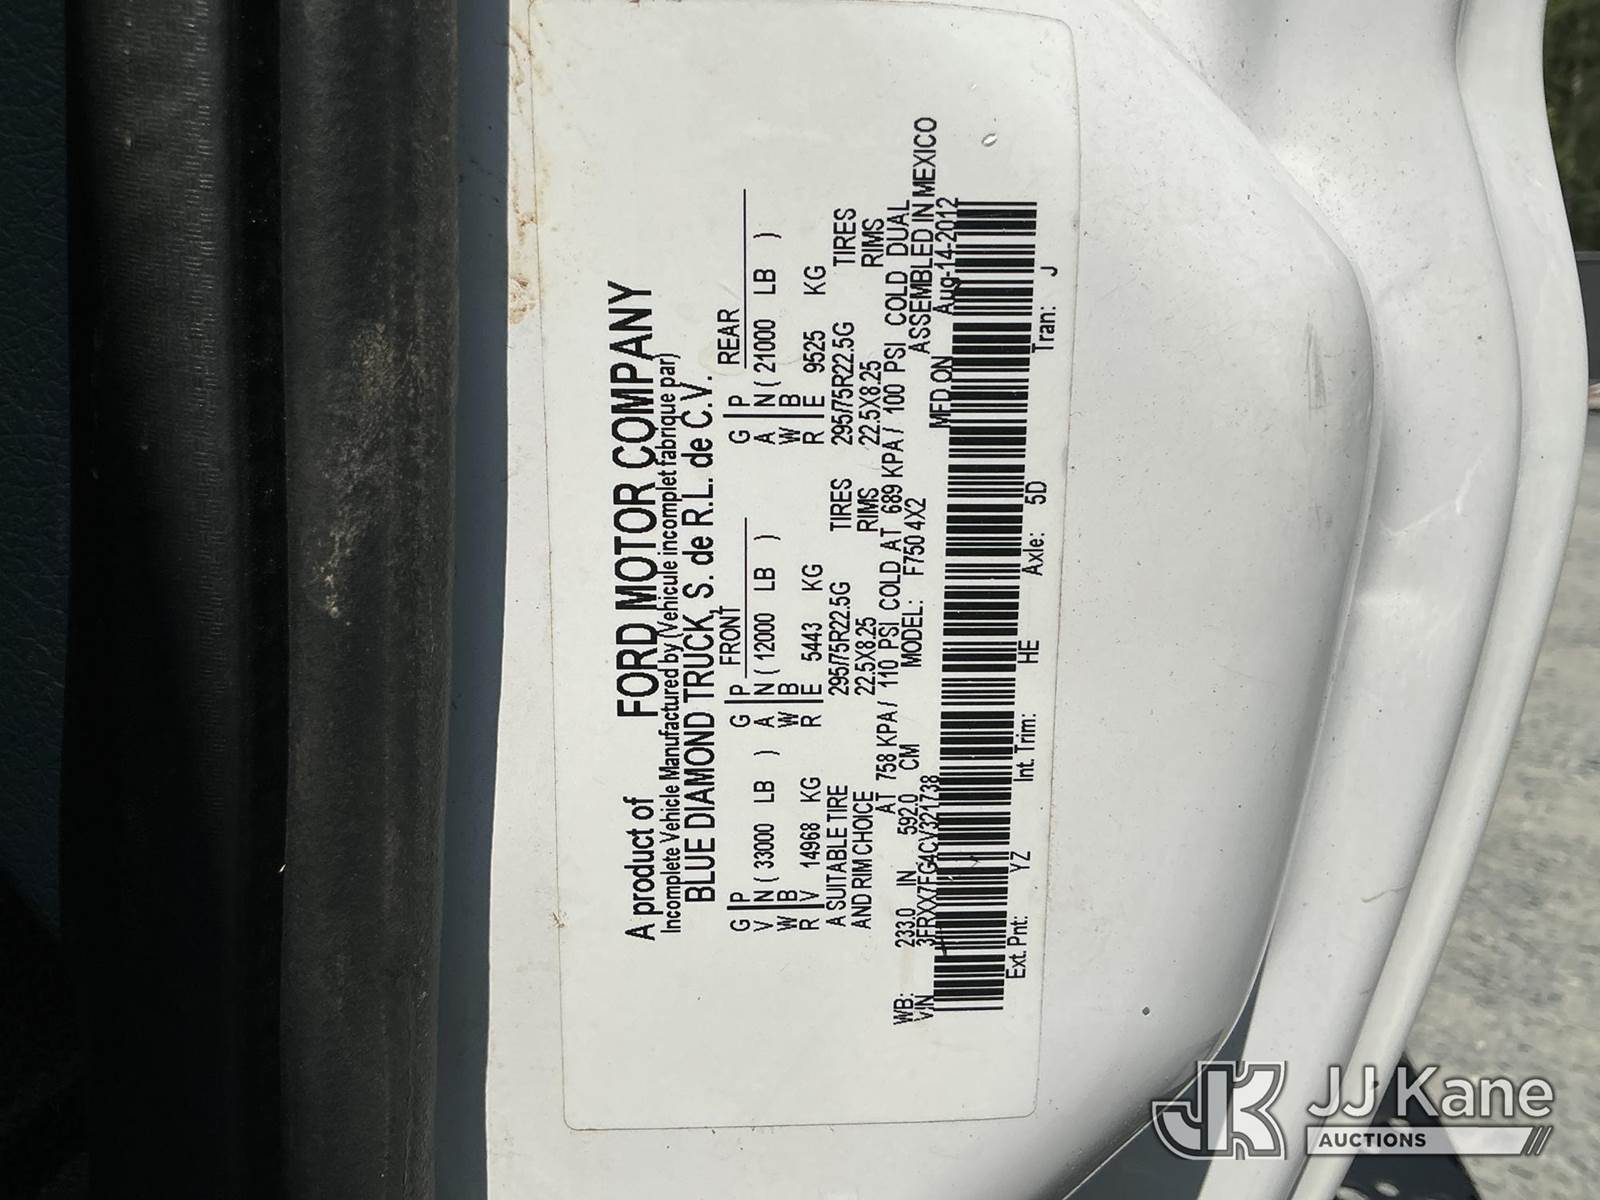 A product of FORD MOTOR COMPANY
Incomplete Vehicle Manufactured by (Vehicule incomplet fabrique par)
BLUE DIAMOND TRUCK, S. de R.L. de C.V.
FRONT REAR
G P G P G P
V N ( 33000 LB ) A N ( 12000 LB ) A N ( 21000 LB )
W B W B W B
R V 14968 KG R E 5443 KG R E 9525 KG
A SUITABLE TIRE 295/75R22.5G TIRES 295/75R22.5G TIRES
AND RIM CHOICE 22.5X8.25 RIMS 22.5X8.25 RIMS
AT 758 KPA / 110 PSI COLD AT 689 KPA / 100 PSI COLD DUAL
WB: 233.0 IN 592.0 CM MODEL: F750 4X2 ASSEMBLED IN MEXICO
VIN 3FRXX7FG4CV321738 MFD ON Aug-14-2012
Ext. Pnt: YZ Int. Trim: HE Axle: 5D Tran: J
JJ Kane
AUCTIONS